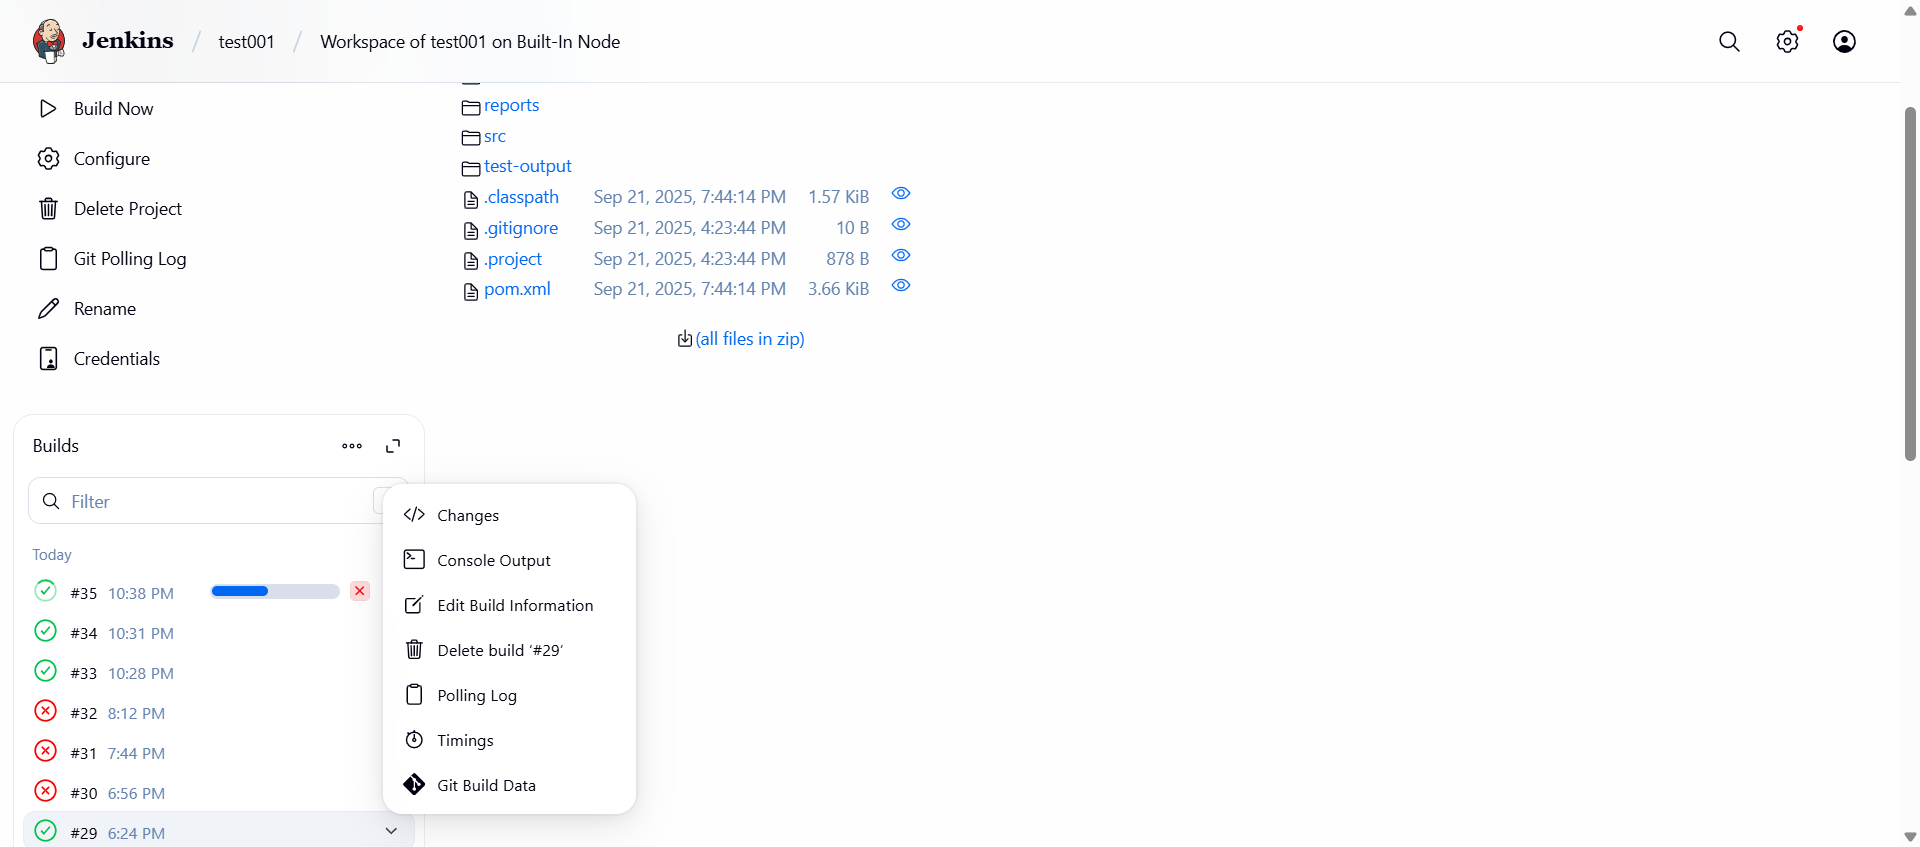 Jenkins / test001 / Workspace of test001 on Built-In Node
Build Now
Configure
Delete Project
Git Polling Log
Rename
Credentials
reports
src
test-output
.classpath Sep 21, 2025, 7:44:14 PM 1.57 KiB
.gitignore Sep 21, 2025, 4:23:44 PM 10 B
.project Sep 21, 2025, 4:23:44 PM 878 B
pom.xml Sep 21, 2025, 7:44:14 PM 3.66 KiB
(all files in zip)
Builds
Filter
Today
#35 10:38 PM
#34 10:31 PM
#33 10:28 PM
#32 8:12 PM
#31 7:44 PM
#30 6:56 PM
#29 6:24 PM
Changes
Console Output
Edit Build Information
Delete build ‘#29’
Polling Log
Timings
Git Build Data